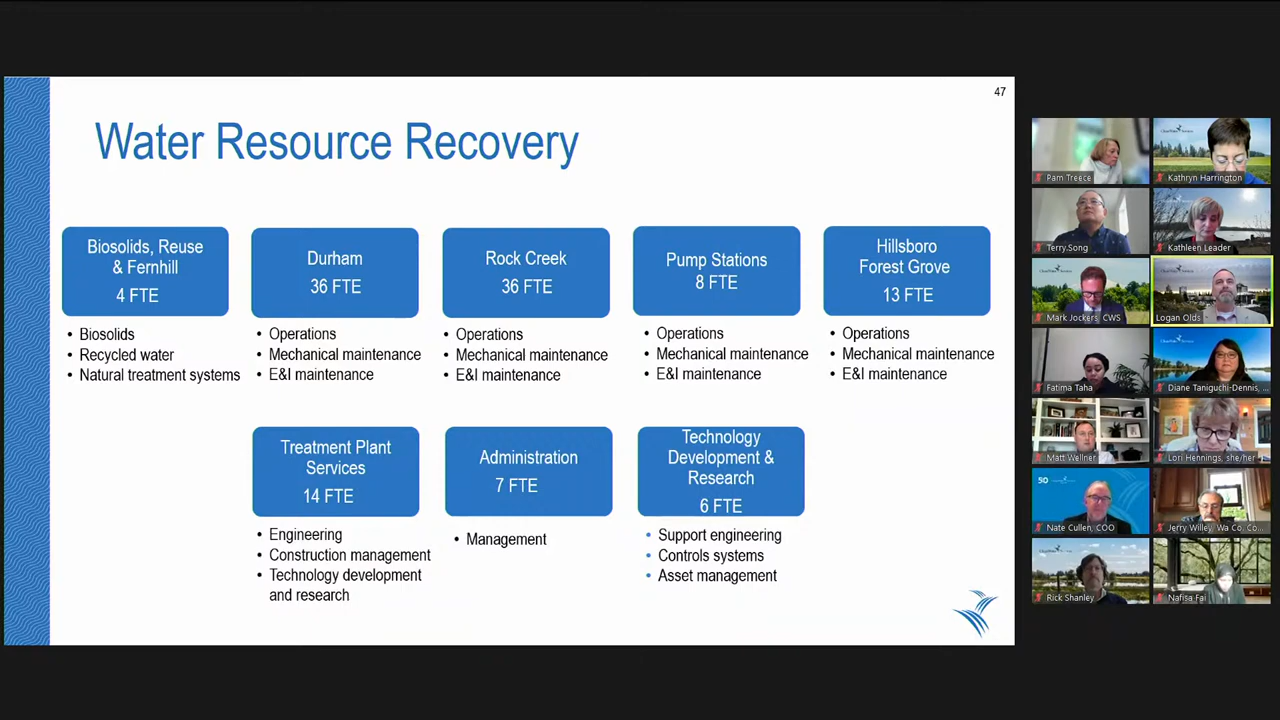 47
Water Resource Recovery
Biosolids, Reuse
& Fernhill
4 FTE
• Biosolids
• Recycled water
• Natural treatment systems
Durham
36 FTE
• Operations
• Mechanical maintenance
• E&I maintenance
Rock Creek
36 FTE
• Operations
• Mechanical maintenance
• E&I maintenance
Pump Stations
8 FTE
• Operations
• Mechanical maintenance
• E&I maintenance
Hillsboro
Forest Grove
13 FTE
• Operations
• Mechanical maintenance
• E&I maintenance
Treatment Plant
Services
14 FTE
• Engineering
• Construction management
• Technology development
and research
Administration
7 FTE
• Management
Technology
Development &
Research
6 FTE
• Support engineering
• Controls systems
• Asset management
Pam Treece
Kathryn Harrington
Terry.Song
Kathleen Leader
Mark Jockers, CWS
Logan Olds
Fatima Taha
Diane Taniguchi-Dennis, ...
Matt Wellner
Lori Hennings, she/her
50
Nate Cullen, COO
Jerry Willey, Wa Co, Co...
Rick Shanley
Nafisa Fai